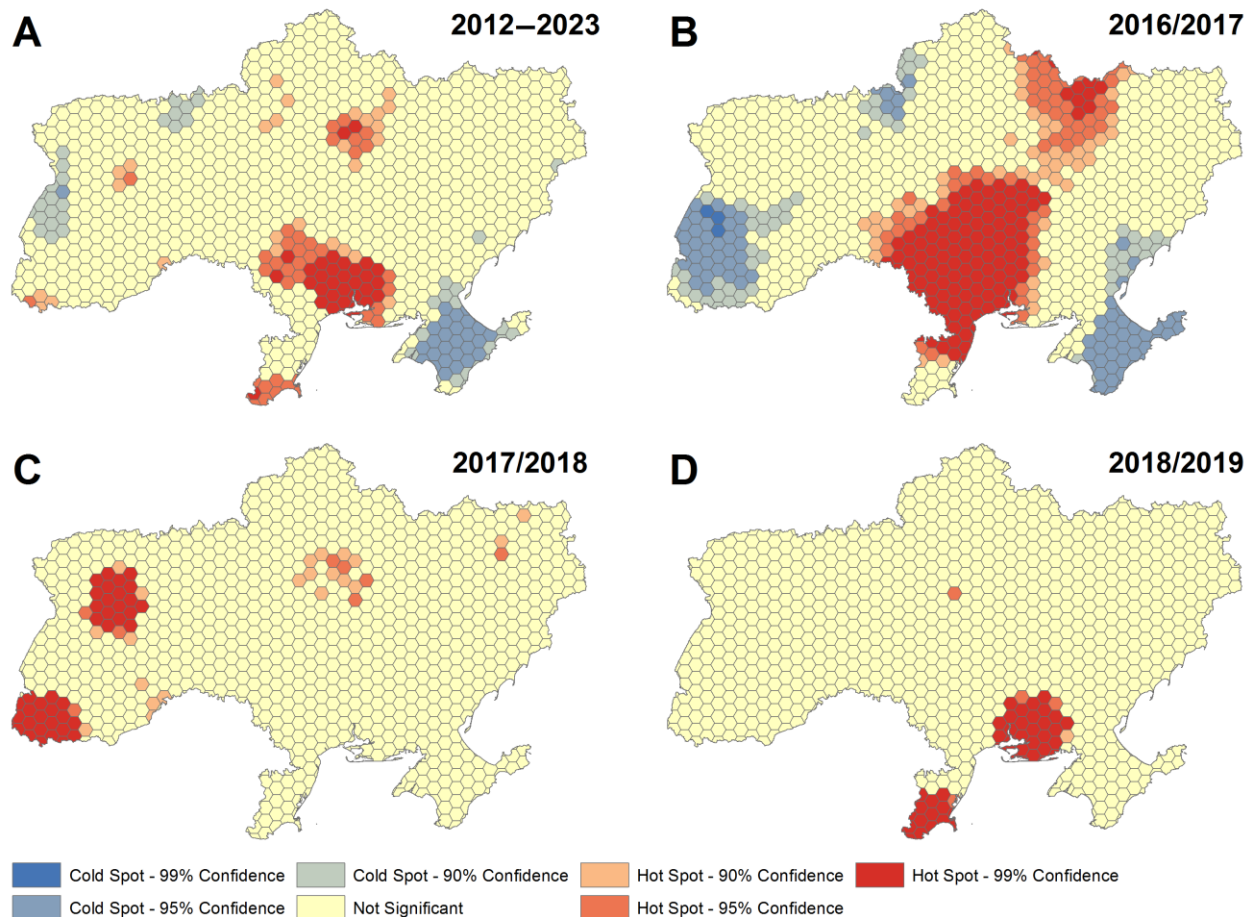 A 2012–2023
B 2016/2017
C 2017/2018
D 2018/2019
Cold Spot - 99% Confidence
Cold Spot - 90% Confidence
Hot Spot - 90% Confidence
Hot Spot - 99% Confidence
Cold Spot - 95% Confidence
Not Significant
Hot Spot - 95% Confidence